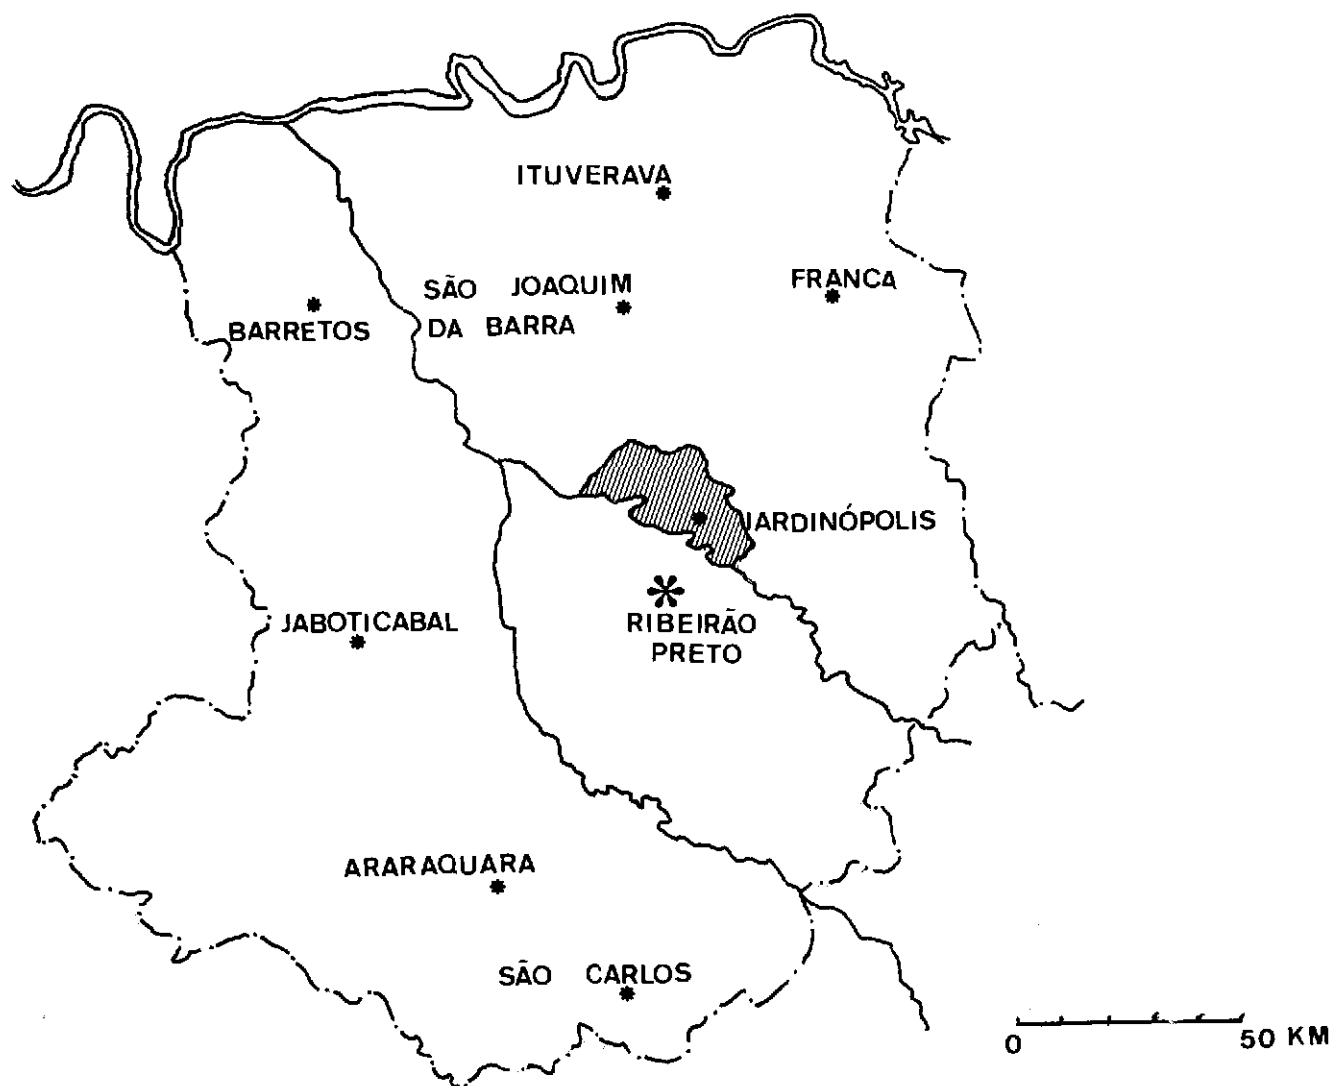 ITUVERAVA
SÃO JOAQUIM
DA BARRA
FRANCA
BARRETOS
JARDINÓPOLIS
RIBEIRÃO
PRETO
JABOTICABAL
ARARAQUARA
SÃO CARLOS
0 50 KM